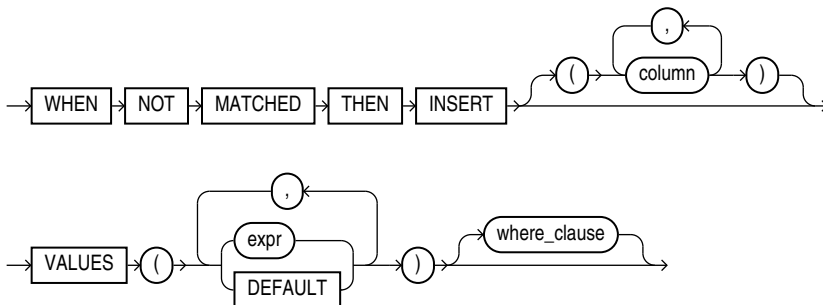 ,
WHEN NOT MATCHED THEN INSERT ( column )
,
VALUES ( expr ) where_clause
DEFAULT